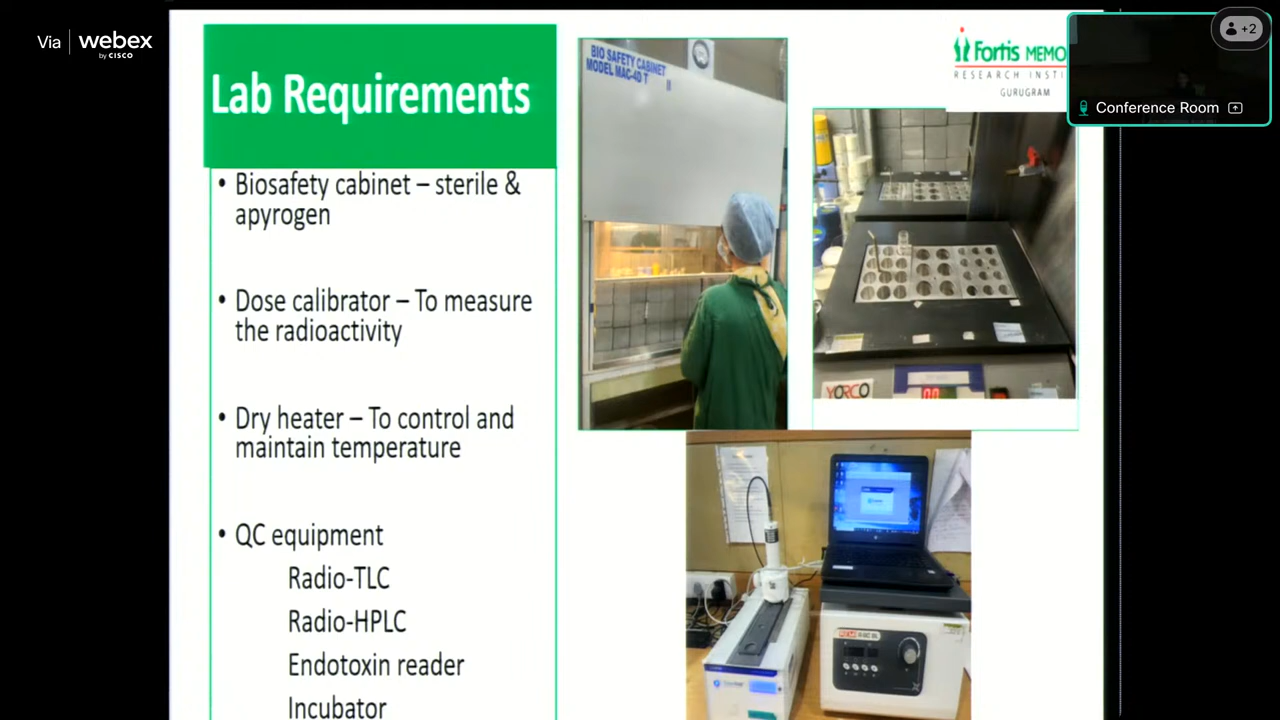 Via webex
by CISCO
Lab Requirements
• Biosafety cabinet – sterile &
apyrogen
• Dose calibrator – To measure
the radioactivity
• Dry heater – To control and
maintain temperature
• QC equipment
Radio-TLC
Radio-HPLC
Endotoxin reader
Incubator
BIO SAFETY CABINET
MODEL MAC-4D T
II
Fortis MEMO
RESEARCH INSTI
GURUGRAM
+2
Conference Room
YORCO
REMI